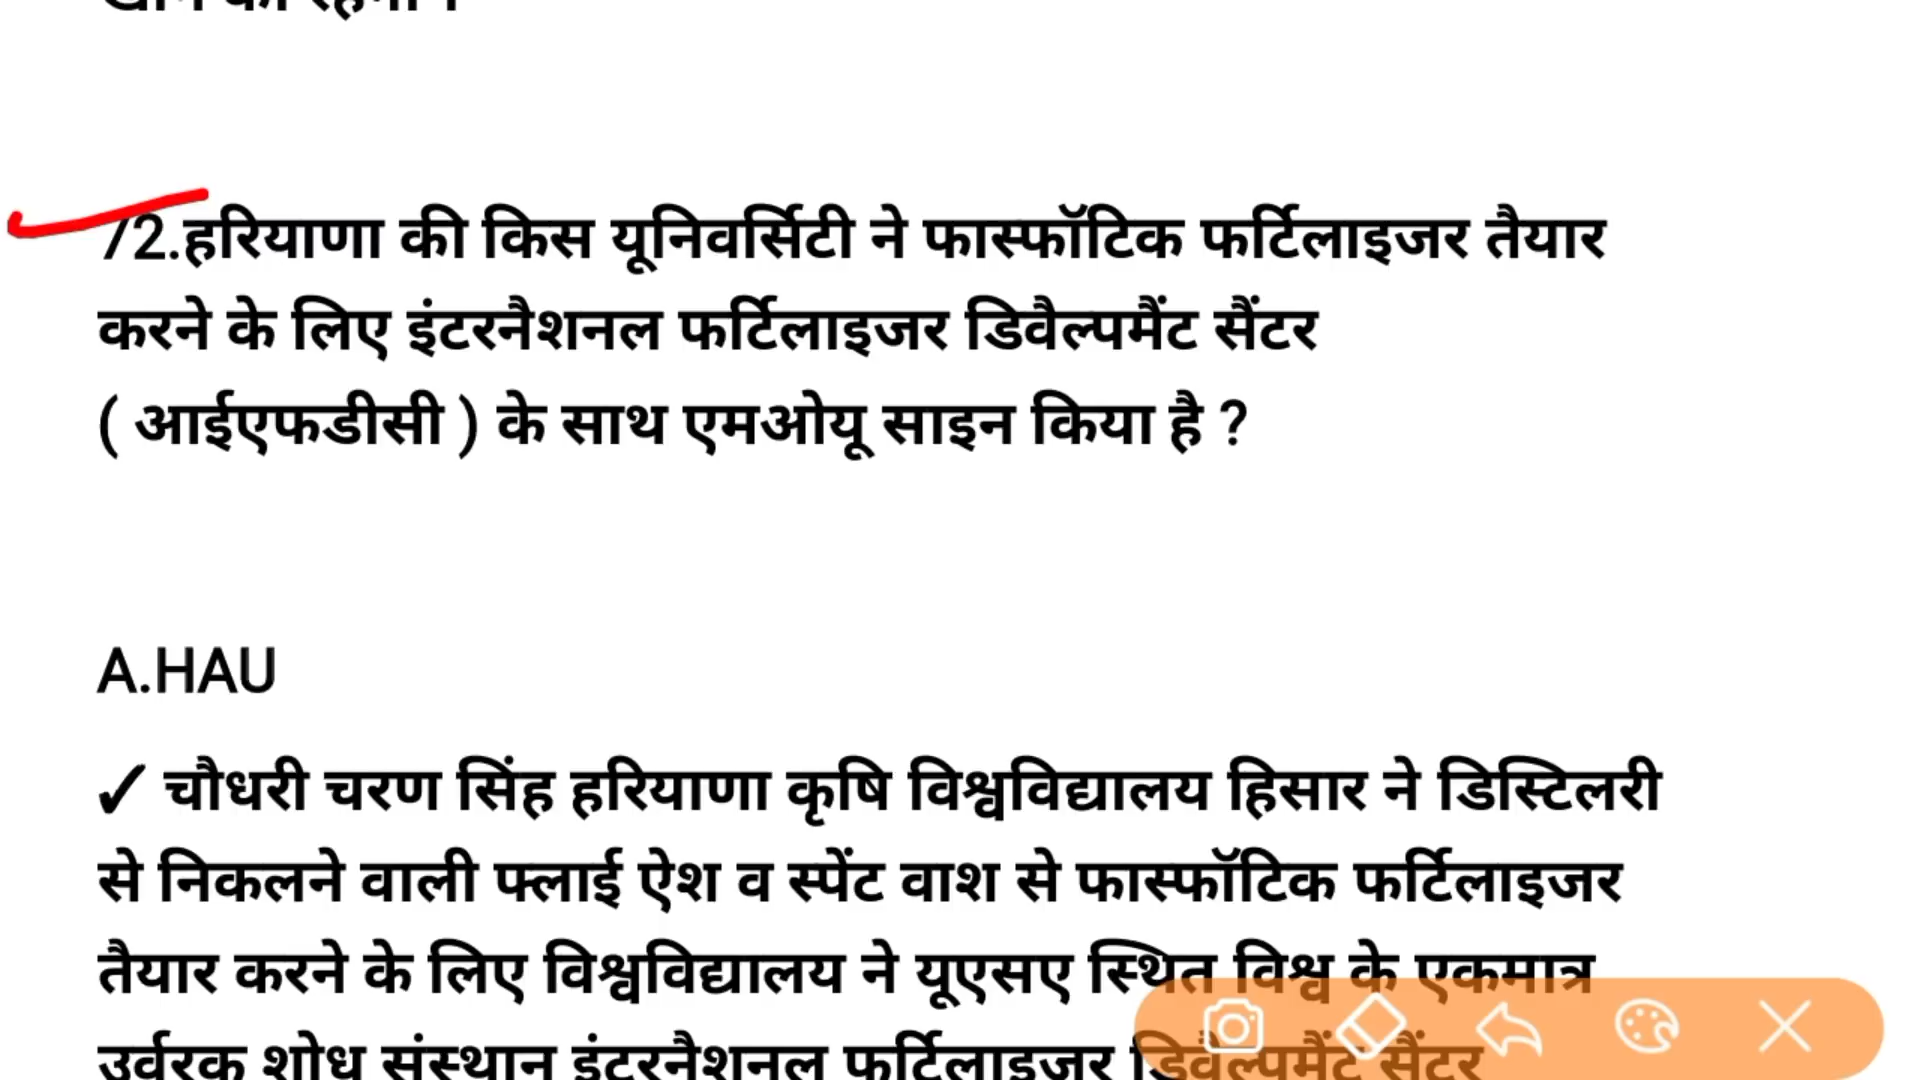 72.हरियाणा की किस यूनिवर्सिटी ने फास्फॉटिक फर्टिलाइजर तैयार
करने के लिए इंटरनैशनल फर्टिलाइजर डिवैल्पमैंट सैंटर
( आईएफडीसी ) के साथ एमओयू साइन किया है ?
A.HAU
✓ चौधरी चरण सिंह हरियाणा कृषि विश्वविद्यालय हिसार ने डिस्टिलरी
से निकलने वाली फ्लाई ऐश व स्पेंट वाश से फास्फॉटिक फर्टिलाइजर
तैयार करने के लिए विश्वविद्यालय ने यूएसए स्थित विश्व के एकमात्र
उर्वरक शोध संस्थान इंटरनैशनल फर्टिलाइजर डिवैल्पमैंट सैंटर